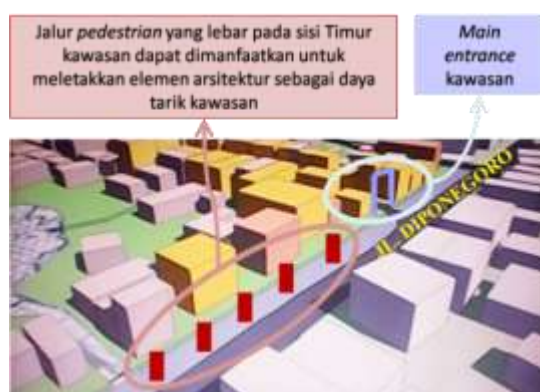 Jalur pedestrian yang lebar pada sisi Timur
kawasan dapat dimanfaatkan untuk
meletakkan elemen arsitektur sebagai daya
tarik kawasan
Main
entrance
kawasan
JL. DIPONEGORO